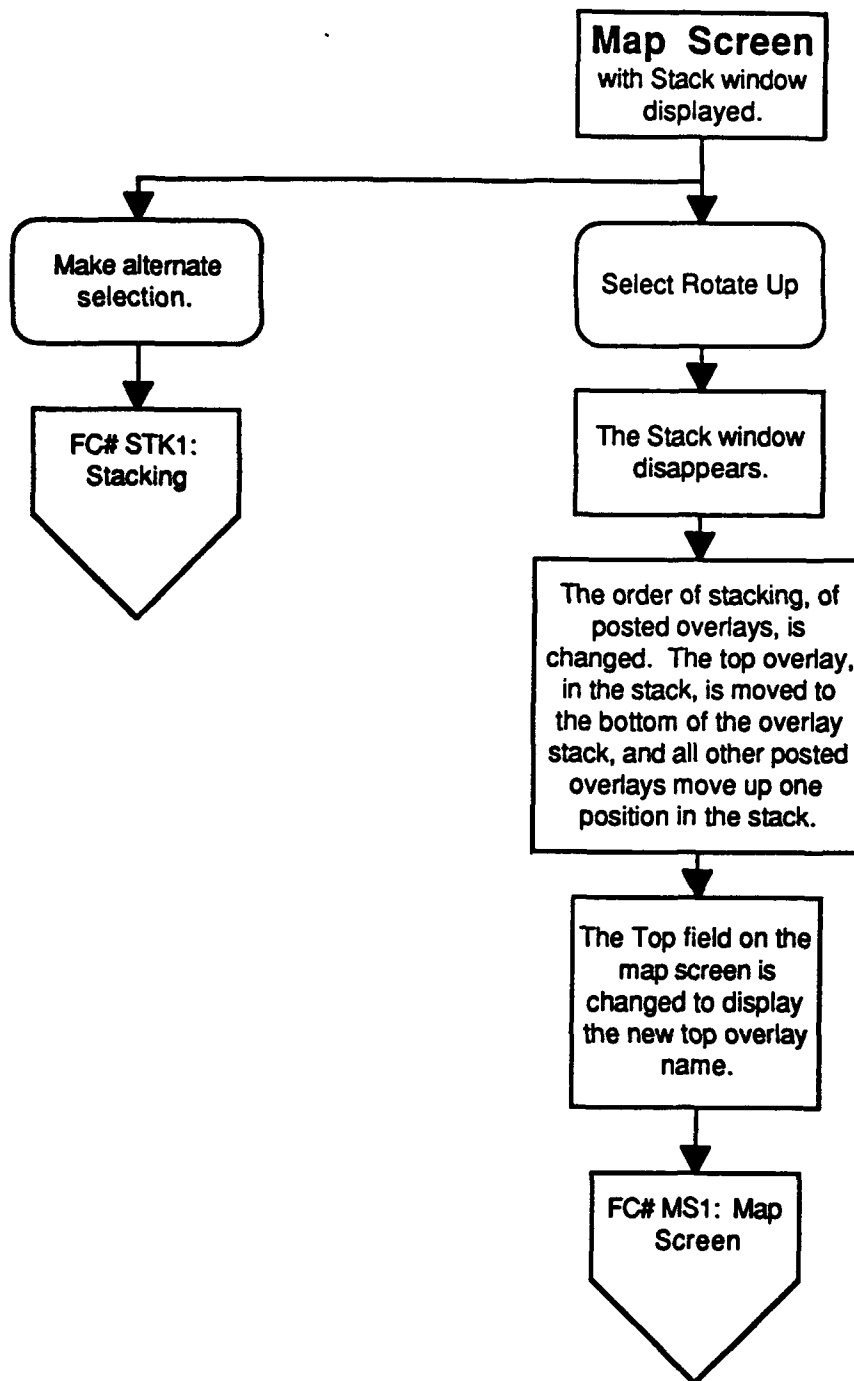 Map Screen
with Stack window
displayed.
Make alternate
selection.
Select Rotate Up
FC# STK1:
Stacking
The Stack window
disappears.
The order of stacking, of
posted overlays, is
changed. The top overlay,
in the stack, is moved to
the bottom of the overlay
stack, and all other posted
overlays move up one
position in the stack.
The Top field on the
map screen is
changed to display
the new top overlay
name.
FC# MS1: Map
Screen